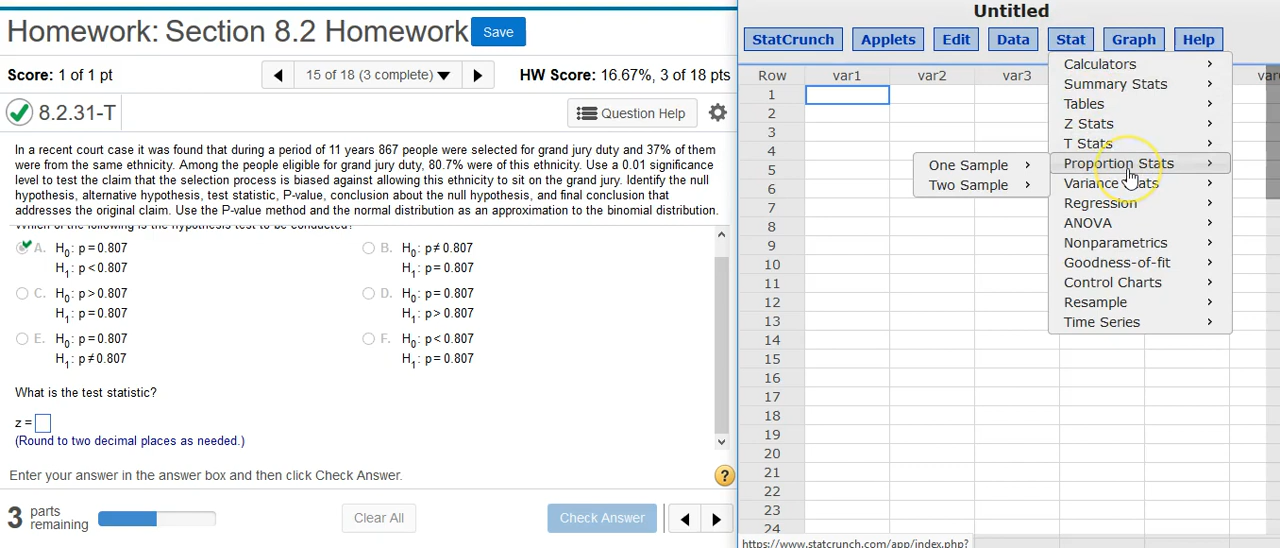 Homework: Section 8.2 Homework
Save
Score: 1 of 1 pt
15 of 18 (3 complete)
HW Score: 16.67%, 3 of 18 pts
8.2.31-T
Question Help
In a recent court case it was found that during a period of 11 years 867 people were selected for grand jury duty and 37% of them
were from the same ethnicity. Among the people eligible for grand jury duty, 80.7% were of this ethnicity. Use a 0.01 significance
level to test the claim that the selection process is biased against allowing this ethnicity to sit on the grand jury. Identify the null
hypothesis, alternative hypothesis, test statistic, P-value, conclusion about the null hypothesis, and final conclusion that
addresses the original claim. Use the P-value method and the normal distribution as an approximation to the binomial distribution.
Which of the following is the hypothesis test to be conducted?
A. H0: p=0.807
H1: p<0.807
B. H0: p≠0.807
H1: p=0.807
C. H0: p>0.807
H1: p=0.807
D. H0: p=0.807
H1: p>0.807
E. H0: p=0.807
H1: p≠0.807
F. H0: p<0.807
H1: p=0.807
What is the test statistic?
z=
(Round to two decimal places as needed.)
Enter your answer in the answer box and then click Check Answer.
?
3 parts
remaining
Clear All
Check Answer
Untitled
StatCrunch Applets Edit Data Stat Graph Help
Row var1 var2 var3
1
2
3
4
5
6
7
8
9
10
11
12
13
14
15
16
17
18
19
20
21
22
23
24
Calculators
Summary Stats
Tables
Z Stats
T Stats
Proportion Stats
Variance Stats
Regression
ANOVA
Nonparametrics
Goodness-of-fit
Control Charts
Resample
Time Series
One Sample
Two Sample
https://www.statcrunch.com/app/index.php?